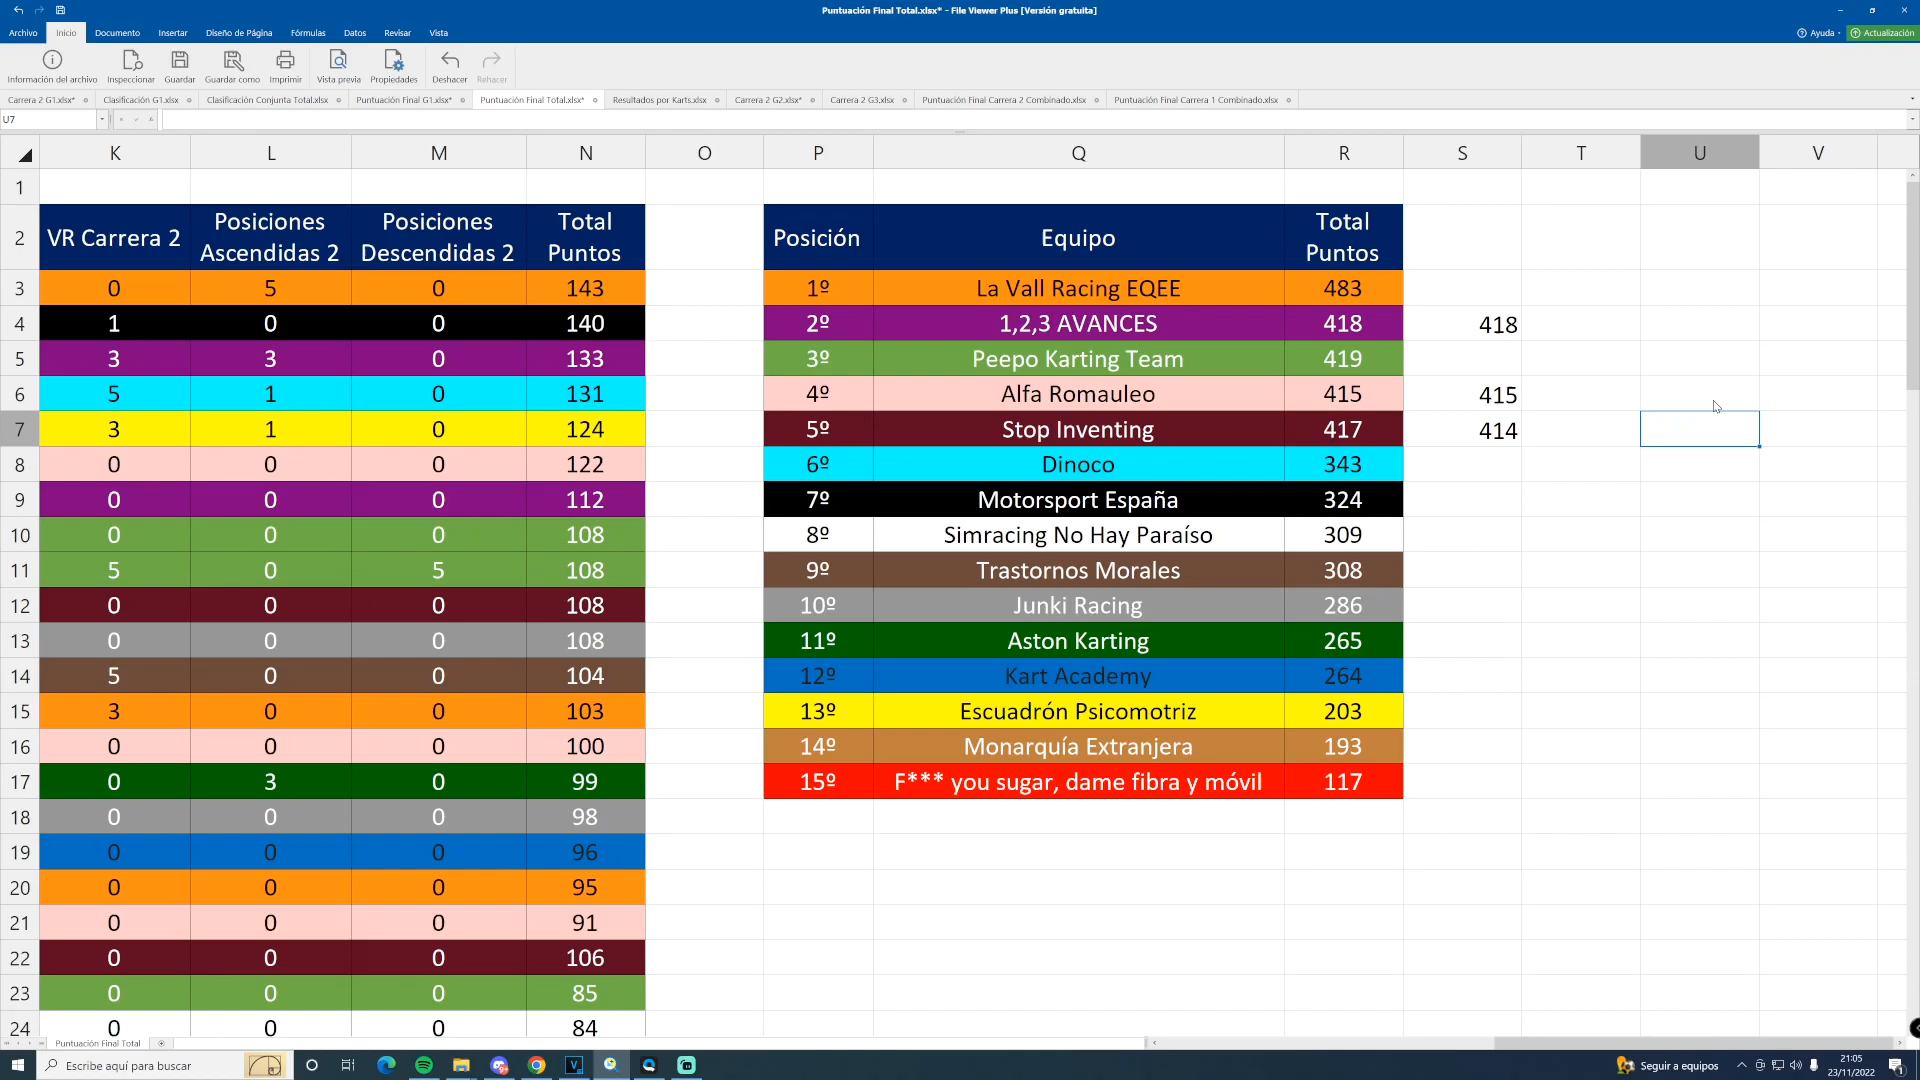 Puntuación Final Total.xlsx* - File Viewer Plus [Versión gratuita]
Archivo Inicio Documento Insertar Diseño de Página Fórmulas Datos Revisar Vista Ayuda Actualización
Información del archivo Inspeccionar Guardar Guardar como Imprimir Vista previa Propiedades Deshacer Rehacer
Carrera 2 G1.xlsx* Clasificación G1.xlsx Clasificación Conjunta Total.xlsx Puntuación Final G1.xlsx* Puntuación Final Total.xlsx* Resultados por Karts.xlsx Carrera 2 G2.xlsx* Carrera 2 G3.xlsx Puntuación Final Carrera 2 Combinado.xlsx Puntuación Final Carrera 1 Combinado.xlsx
U7
K L M N O P Q R S T U V
1
2 VR Carrera 2 Posiciones Ascendidas 2 Posiciones Descendidas 2 Total Puntos Posición Equipo Total Puntos
3 0 5 0 143 1º La Vall Racing EQEE 483
4 1 0 0 140 2º 1,2,3 AVANCES 418 418
5 3 3 0 133 3º Peepo Karting Team 419
6 5 1 0 131 4º Alfa Romauleo 415 415
7 3 1 0 124 5º Stop Inventing 417 414
8 0 0 0 122 6º Dinoco 343
9 0 0 0 112 7º Motorsport España 324
10 0 0 0 108 8º Simracing No Hay Paraíso 309
11 5 0 5 108 9º Trastornos Morales 308
12 0 0 0 108 10º Junki Racing 286
13 0 0 0 108 11º Aston Karting 265
14 5 0 0 104 12º Kart Academy 264
15 3 0 0 103 13º Escuadrón Psicomotriz 203
16 0 0 0 100 14º Monarquía Extranjera 193
17 0 3 0 99 15º F*** you sugar, dame fibra y móvil 117
18 0 0 0 98
19 0 0 0 96
20 0 0 0 95
21 0 0 0 91
22 0 0 0 106
23 0 0 0 85
24 0 0 0 84
Puntuación Final Total
Escribe aquí para buscar Seguir a equipos 21:05
23/11/2022